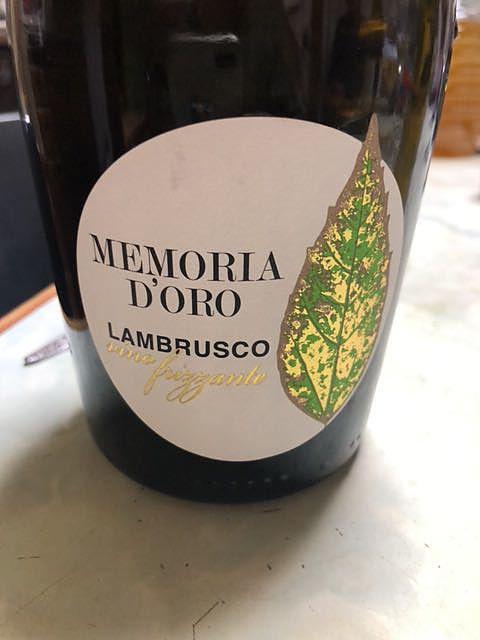 MEMORIA
D'ORO
LAMBRUSCO
vino frizzante